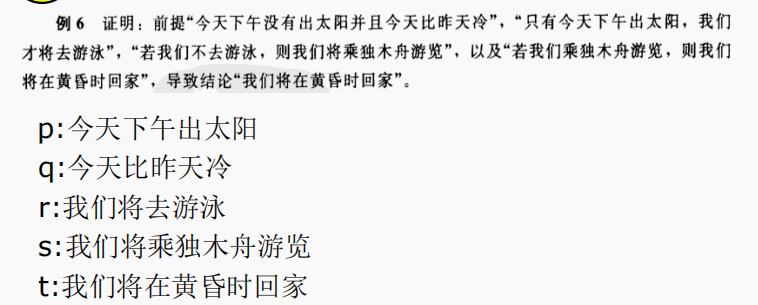 例 6 证明：前提“今天下午没有出太阳并且今天比昨天冷”，“只有今天下午出太阳，我们
才将去游泳”，“若我们不去游泳，则我们将乘独木舟游览”，以及“若我们乘独木舟游览，则我们
将在黄昏时回家”，导致结论“我们将在黄昏时回家”。
p:今天下午出太阳
q:今天比昨天冷
r:我们将去游泳
s:我们将乘独木舟游览
t:我们将在黄昏时回家